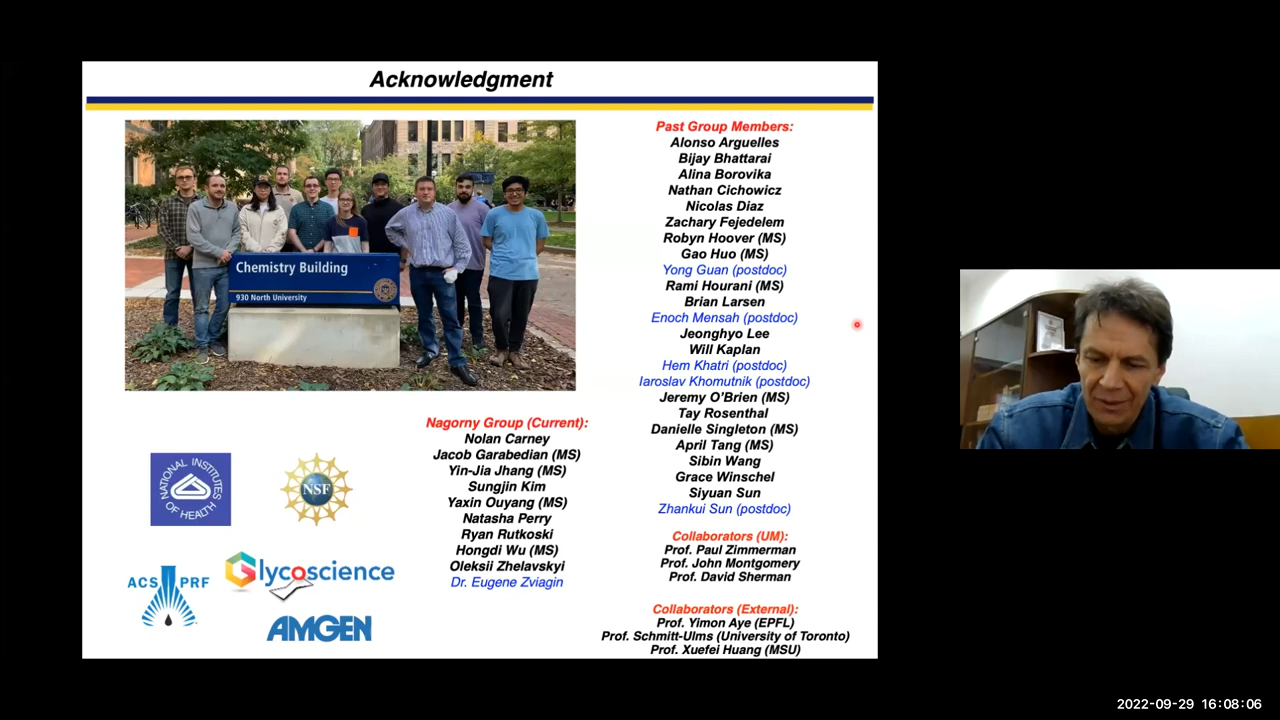 Acknowledgment
Chemistry Building
930 North University
Past Group Members:
Alonso Arguelles
Bijay Bhattarai
Alina Borovika
Nathan Cichowicz
Nicolas Diaz
Zachary Fejedelem
Robyn Hoover (MS)
Gao Huo (MS)
Yong Guan (postdoc)
Rami Hourani (MS)
Brian Larsen
Enoch Mensah (postdoc)
Jeonghyo Lee
Will Kaplan
Hem Khatri (postdoc)
Iaroslav Khomutnik (postdoc)
Jeremy O'Brien (MS)
Tay Rosenthal
Danielle Singleton (MS)
April Tang (MS)
Sibin Wang
Grace Winschel
Siyuan Sun
Zhankui Sun (postdoc)
Nagorny Group (Current):
Nolan Carney
Jacob Garabedian (MS)
Yin-Jia Jhang (MS)
Sungjin Kim
Yaxin Ouyang (MS)
Natasha Perry
Ryan Rutkoski
Hongdi Wu (MS)
Oleksii Zhelavskyi
Dr. Eugene Zviagin
Collaborators (UM):
Prof. Paul Zimmerman
Prof. John Montgomery
Prof. David Sherman
Collaborators (External):
Prof. Yimon Aye (EPFL)
Prof. Schmitt-Ulms (University of Toronto)
Prof. Xuefei Huang (MSU)
NATIONAL INSTITUTES OF HEALTH
NSF
ACS PRF
Glycoscience
AMGEN
2022-09-29 16:08:06